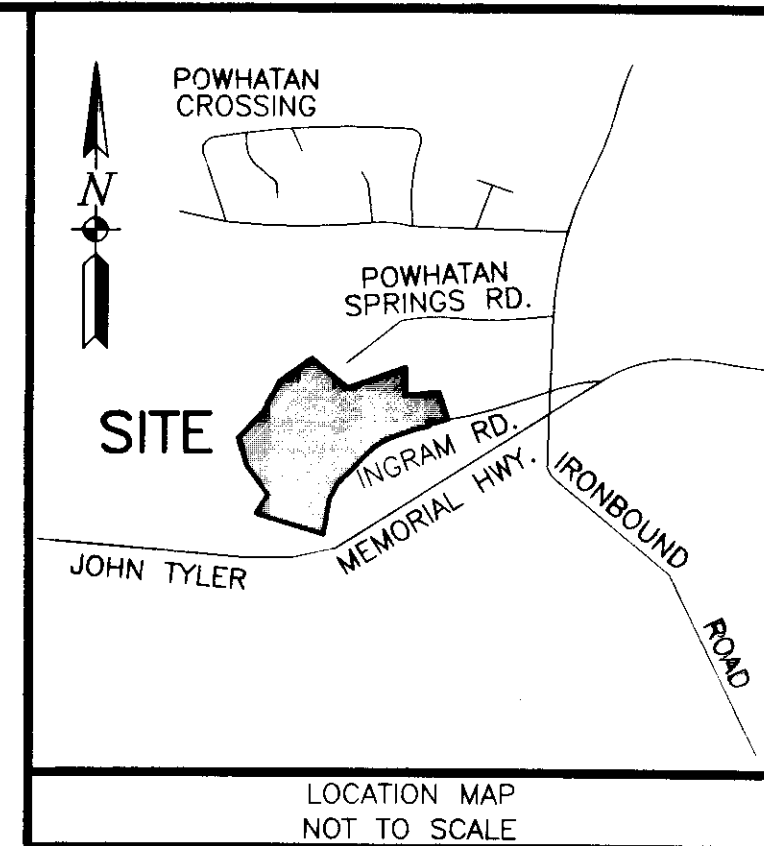 POWHATAN
CROSSING
N
POWHATAN
SPRINGS RD.
SITE
INGRAM RD.
MEMORIAL HWY.
IRONBOUND
JOHN TYLER
ROAD
LOCATION MAP
NOT TO SCALE